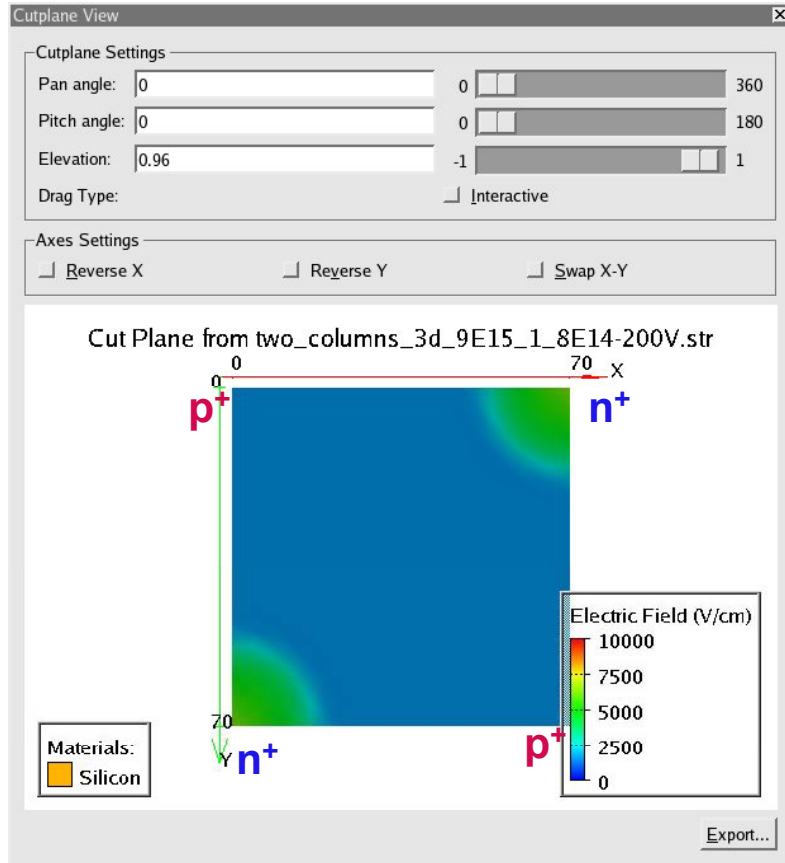 Cutplane View
Cutplane Settings
Pan angle: 0 0 360
Pitch angle: 0 0 180
Elevation: 0.96 -1 1
Drag Type: Interactive
Axes Settings
Reverse X Reverse Y Swap X-Y
Cut Plane from two_columns_3d_9E15_1_8E14-200V.str
0 70 X
0
p+ n+
Electric Field (V/cm)
10000
7500
5000
2500
0
70
p+
Y n+
Materials:
Silicon
Export...